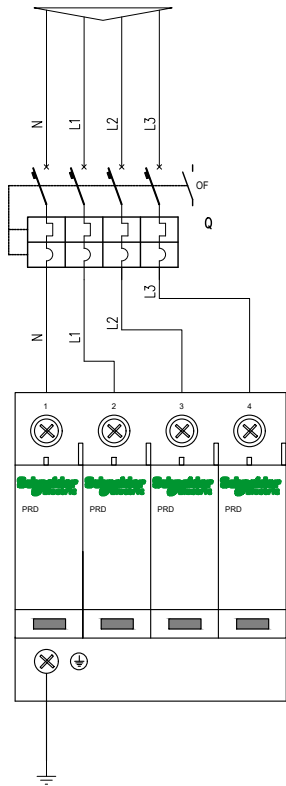 N L1 L2 L3
OF
Q
N L1 L2 L3
1 2 3 4
Schneider Electric Schneider Electric Schneider Electric Schneider Electric
PRD PRD PRD PRD